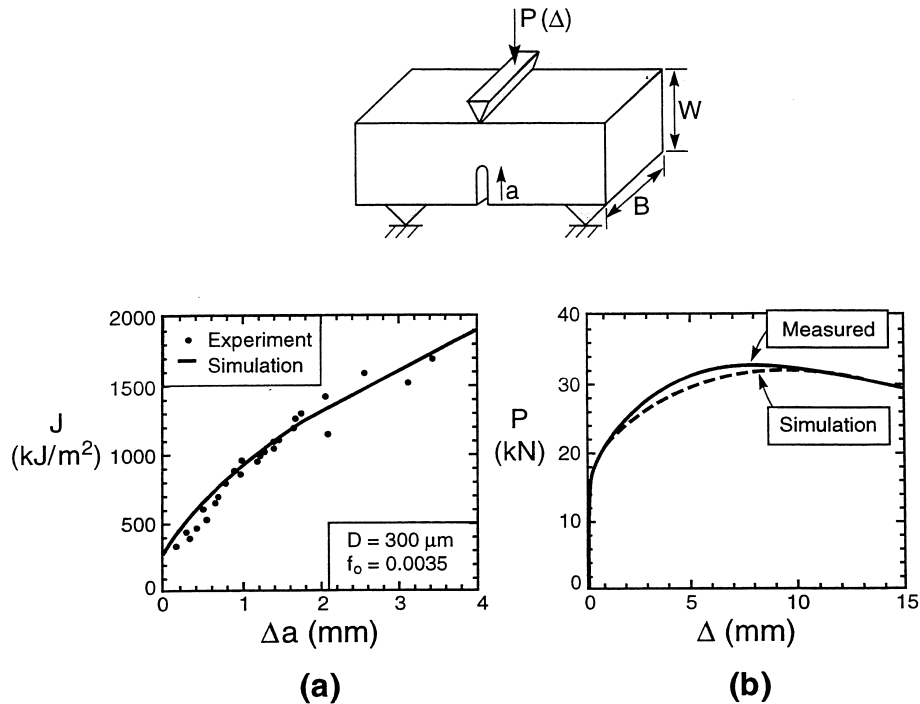 P (Δ)
W
a
B
J
(kJ/m²)
2000
1500
1000
500
0
Experiment
Simulation
D = 300 µm
fₒ = 0.0035
0 1 2 3 4
Δa (mm)
(a)
P
(kN)
40
30
20
10
0
Measured
Simulation
0 5 10 15
Δ (mm)
(b)